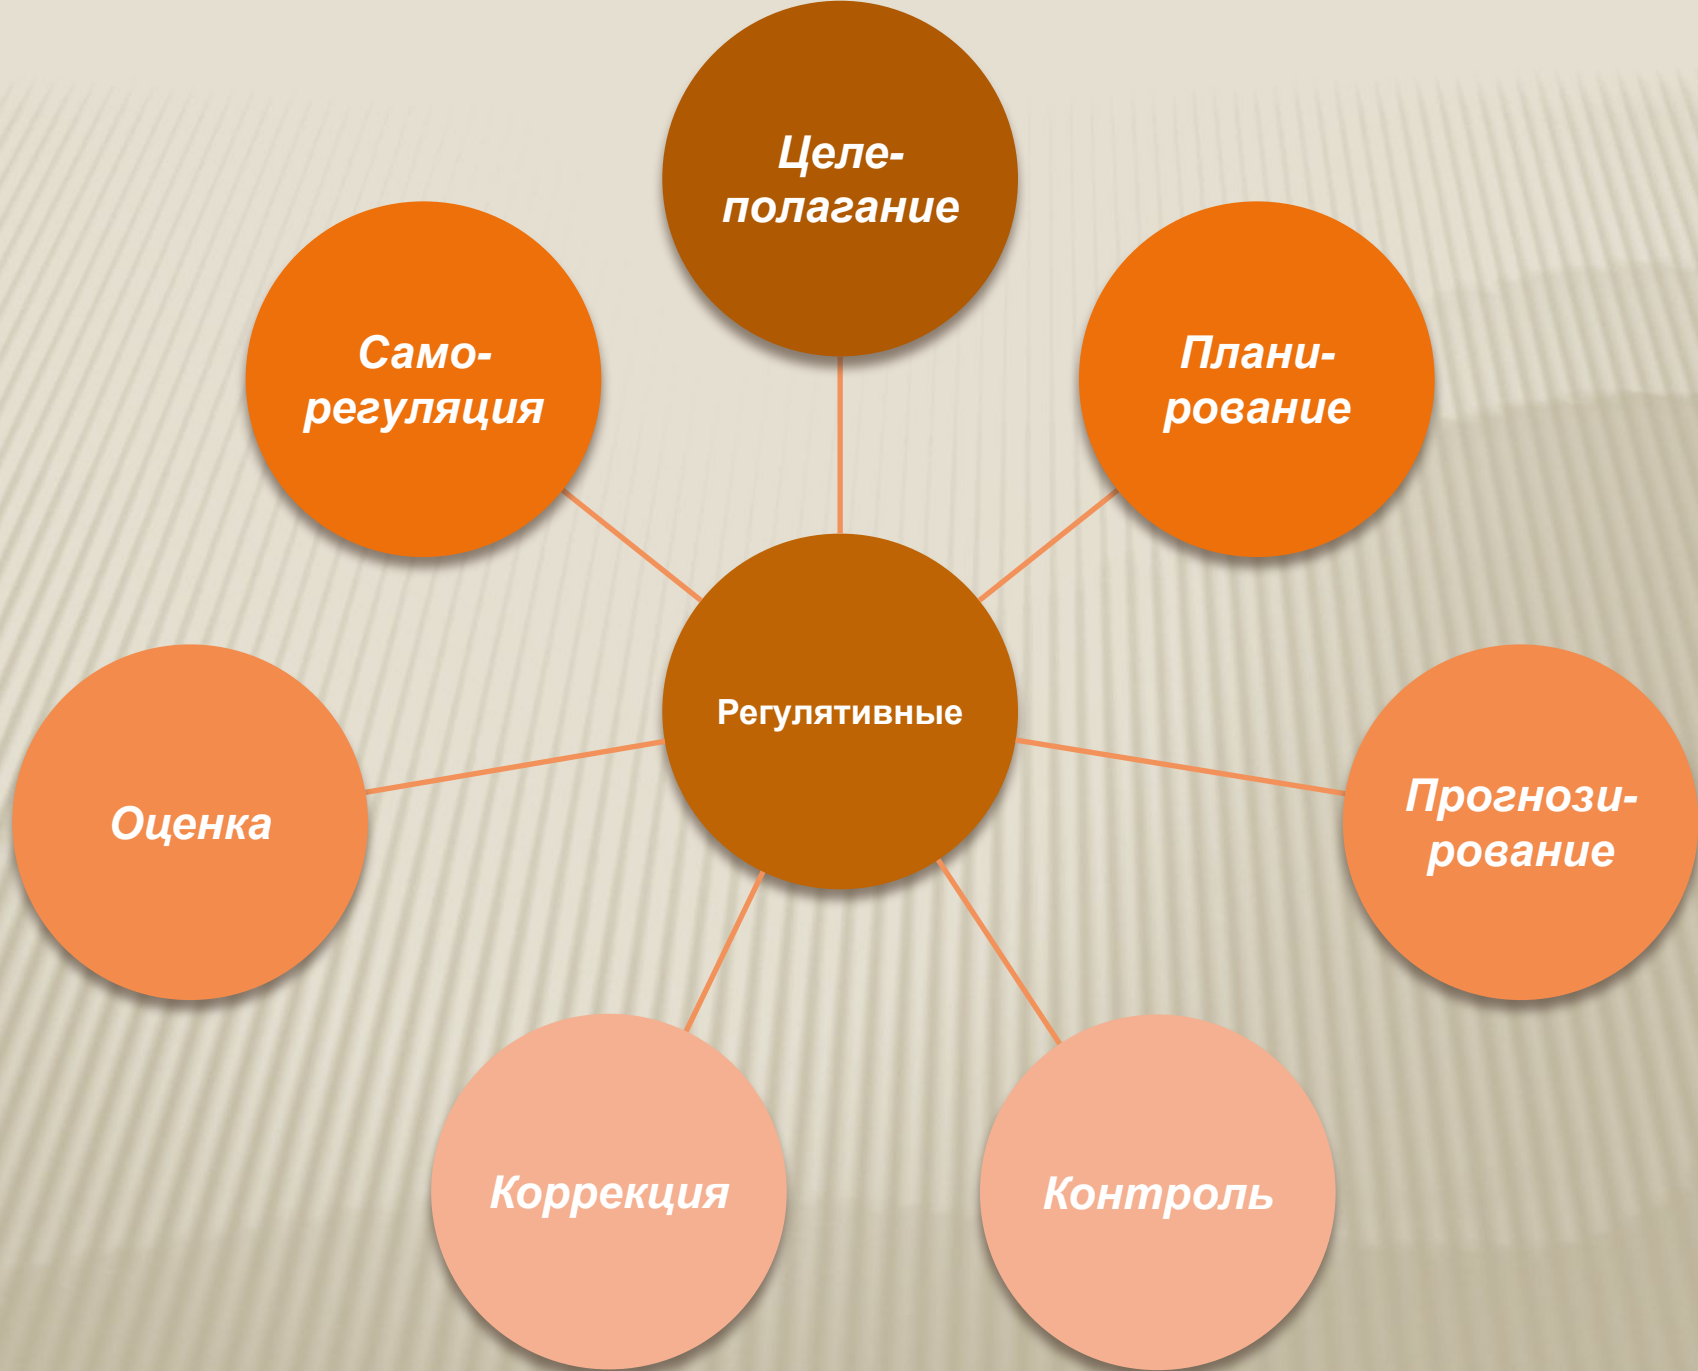 Целе-
полагание
Само-
регуляция
Плани-
рование
Регулятивные
Оценка
Прогнози-
рование
Коррекция
Контроль